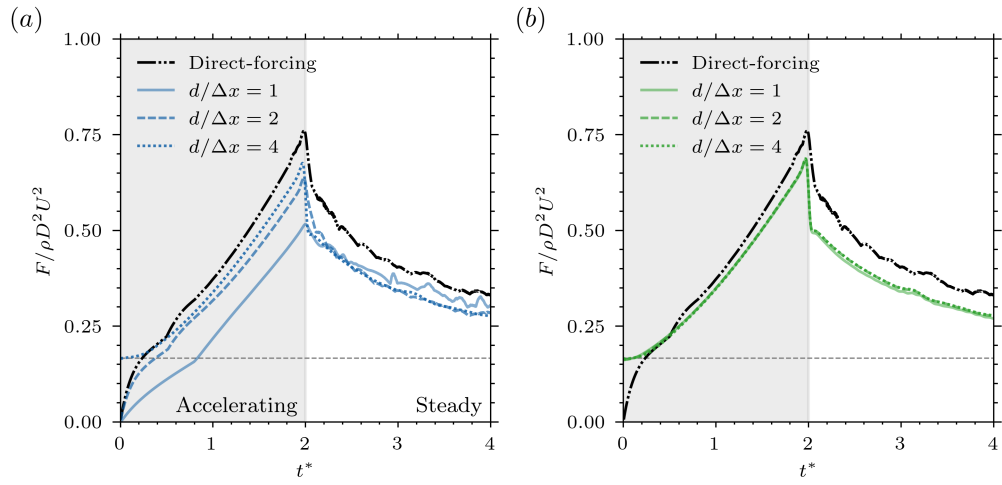 (a)
1.00
0.75
0.50
0.25
0.00
F/ρD²U²
Direct-forcing
d/Δx = 1
d/Δx = 2
d/Δx = 4
Accelerating
Steady
0
1
2
3
4
t*
(b)
1.00
0.75
0.50
0.25
0.00
F/ρD²U²
Direct-forcing
d/Δx = 1
d/Δx = 2
d/Δx = 4
0
1
2
3
4
t*